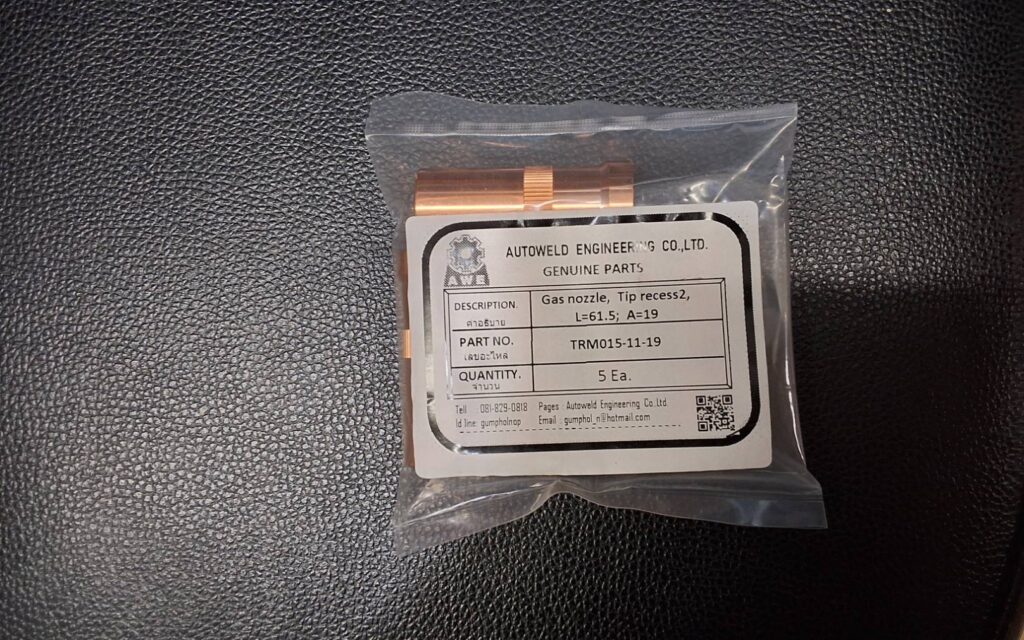 AWE
AUTOWELD ENGINEERING CO.,LTD.
GENUINE PARTS
DESCRIPTION. Gas nozzle, Tip recess2,
คำอธิบาย L=61.5; A=19
PART NO. TRM015-11-19
เลขอะไหล่
QUANTITY. 5 Ea.
จำนวน
Tell : 081-829-0818 Pages : Autoweld Engineering Co.,Ltd.
Id line: gumpholnop Email : gumphol_n@hotmail.com